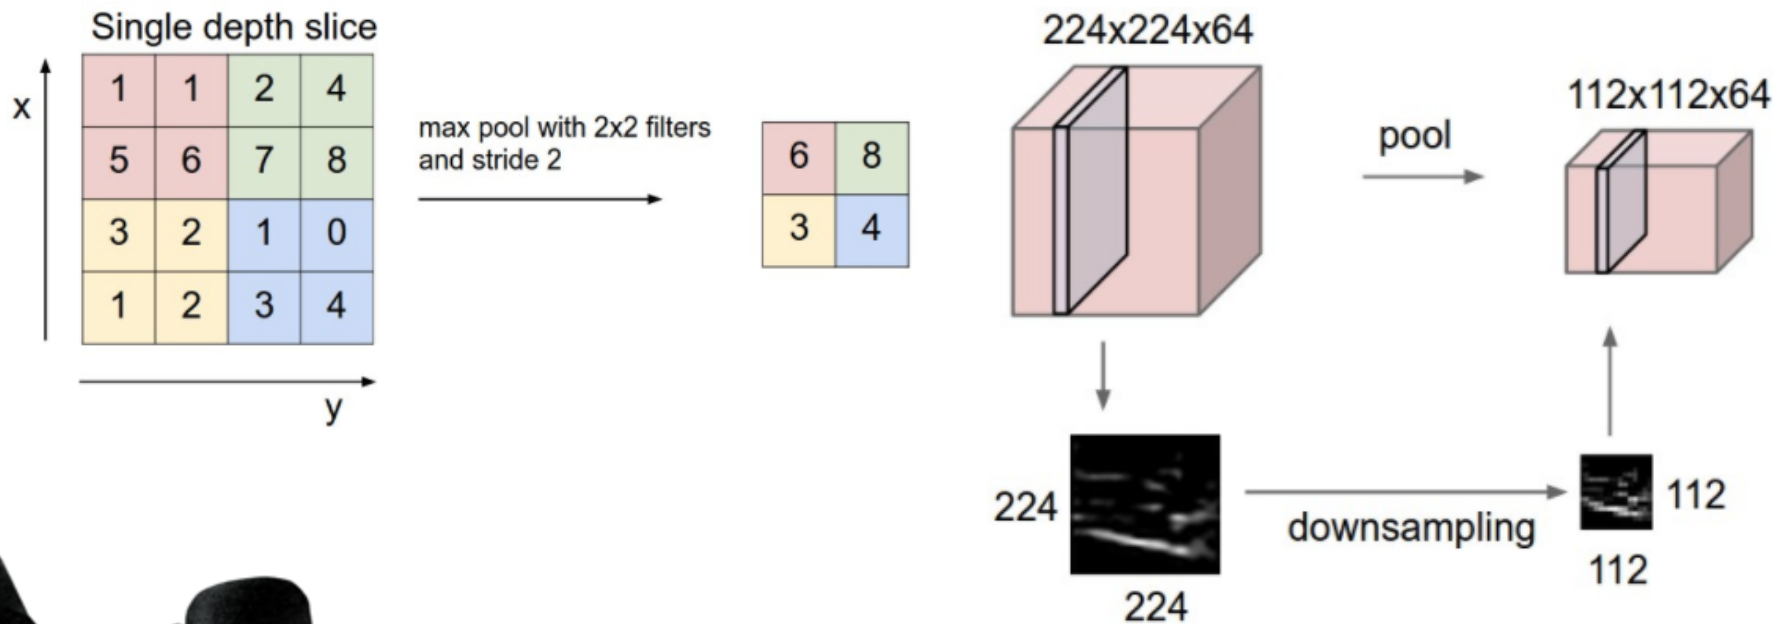 Single depth slice
x
1 1 2 4
5 6 7 8
3 2 1 0
1 2 3 4
y
max pool with 2x2 filters
and stride 2
6 8
3 4
224x224x64
pool
112x112x64
224
224
downsampling
112
112